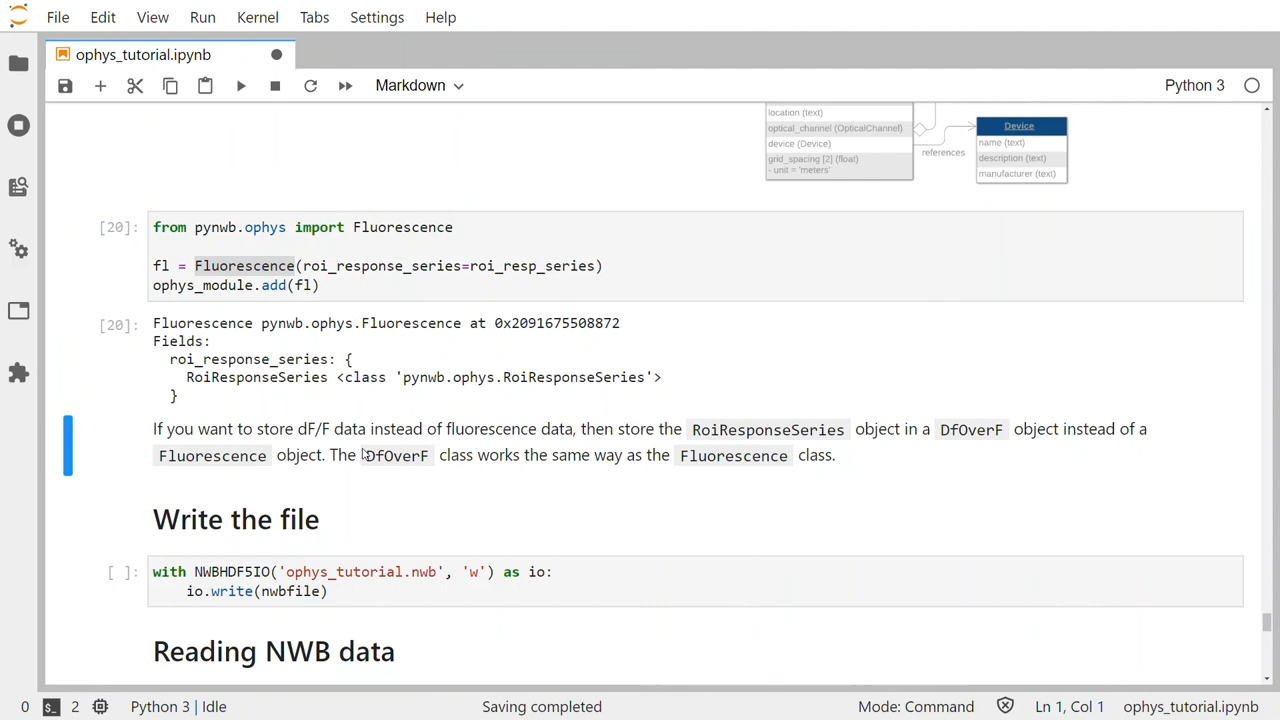 File Edit View Run Kernel Tabs Settings Help
ophys_tutorial.ipynb
Markdown
Python 3
location (text)
optical_channel (OpticalChannel)
device (Device)
grid_spacing [2] (float)
- unit = 'meters'
references
Device
name (text)
description (text)
manufacturer (text)
[20]:
from pynwb.ophys import Fluorescence
fl = Fluorescence(roi_response_series=roi_resp_series)
ophys_module.add(fl)
[20]:
Fluorescence pynwb.ophys.Fluorescence at 0x2091675508872
Fields:
roi_response_series: {
RoiResponseSeries <class 'pynwb.ophys.RoiResponseSeries'>
}
If you want to store dF/F data instead of fluorescence data, then store the RoiResponseSeries object in a DfOverF object instead of a
Fluorescence object. The DfOverF class works the same way as the Fluorescence class.
Write the file
[ ]:
with NWBHDF5IO('ophys_tutorial.nwb', 'w') as io:
io.write(nwbfile)
Reading NWB data
0 $_ 2 Python 3 | Idle Saving completed Mode: Command Ln 1, Col 1 ophys_tutorial.ipynb